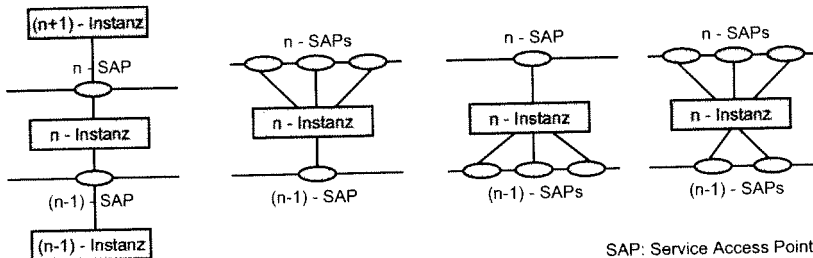 (n+1) - Instanz
n - SAP
n - Instanz
(n-1) - SAP
(n-1) - Instanz
n - SAPs
n - Instanz
(n-1) - SAP
n - SAP
n - Instanz
(n-1) - SAPs
n - SAPs
n - Instanz
(n-1) - SAPs
SAP: Service Access Point